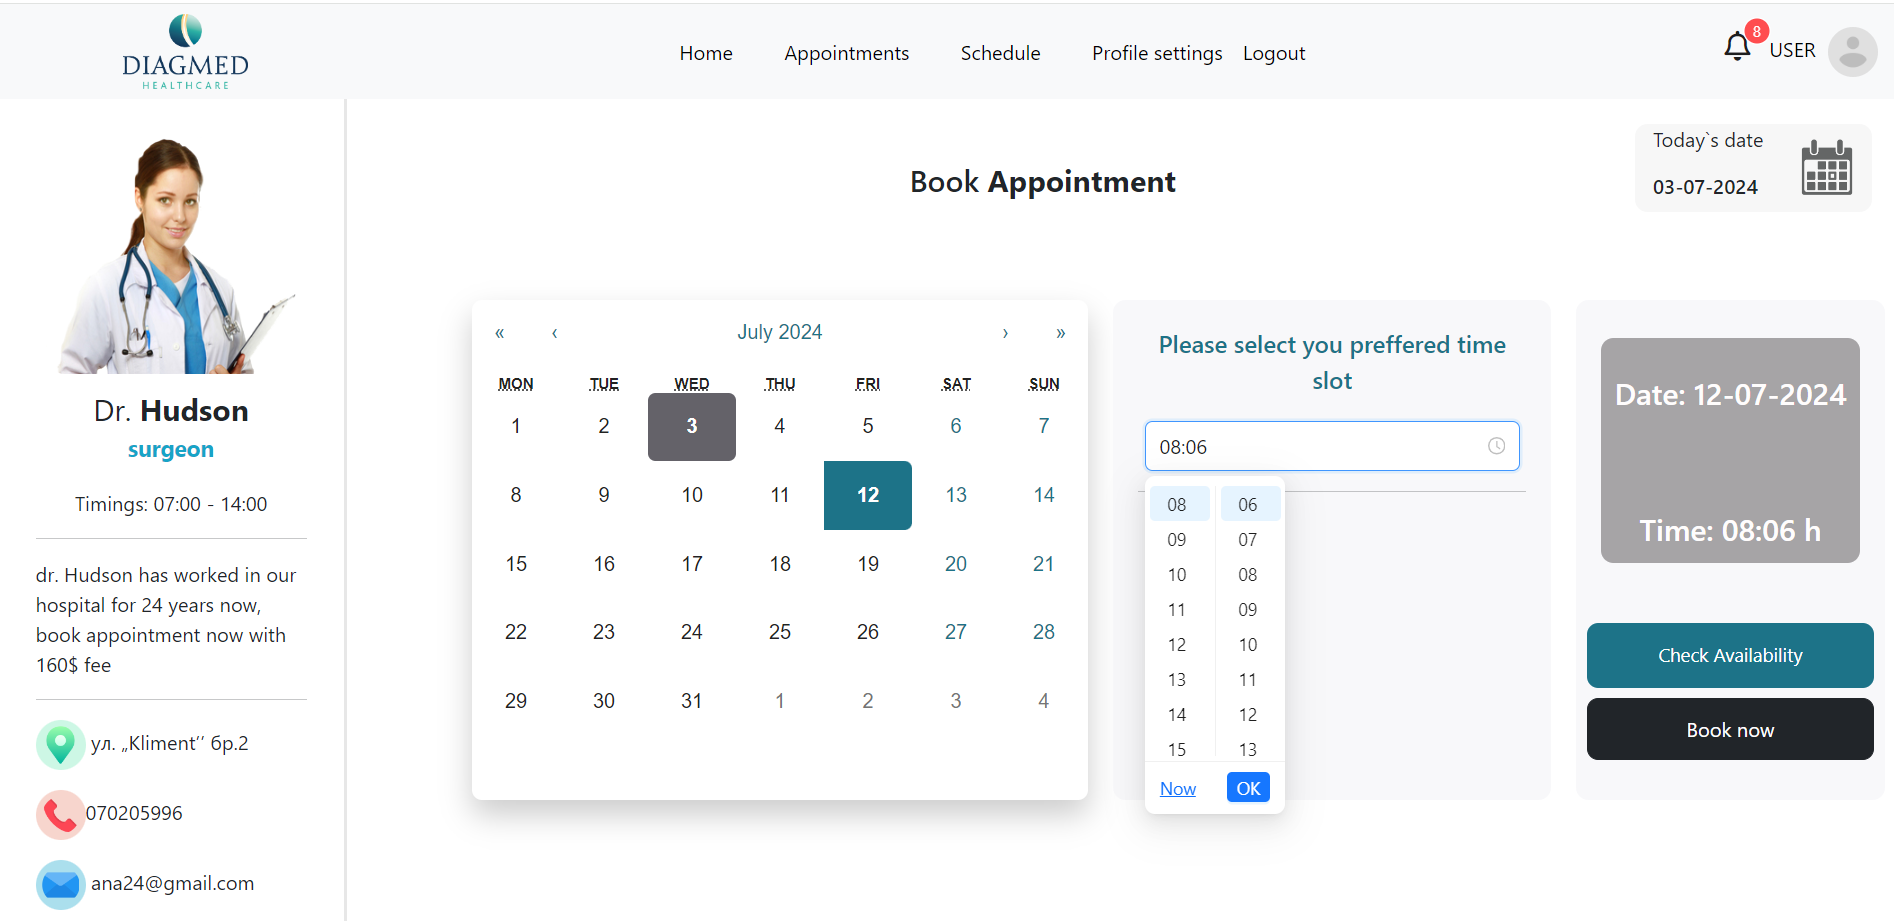 DIAGMED
HEALTHCARE
Home Appointments Schedule Profile settings Logout
8
USER
Dr. Hudson
surgeon
Timings: 07:00 - 14:00
dr. Hudson has worked in our
hospital for 24 years now,
book appointment now with
160$ fee
ул. „Kliment‘‘ бр.2
070205996
ana24@gmail.com
Book Appointment
Today`s date
03-07-2024
« ‹ July 2024 › »
MON TUE WED THU FRI SAT SUN
1 2 3 4 5 6 7
8 9 10 11 12 13 14
15 16 17 18 19 20 21
22 23 24 25 26 27 28
29 30 31 1 2 3 4
Please select you preffered time
slot
08:06
08 06
09 07
10 08
11 09
12 10
13 11
14 12
15 13
Now OK
Date: 12-07-2024
Time: 08:06 h
Check Availability
Book now